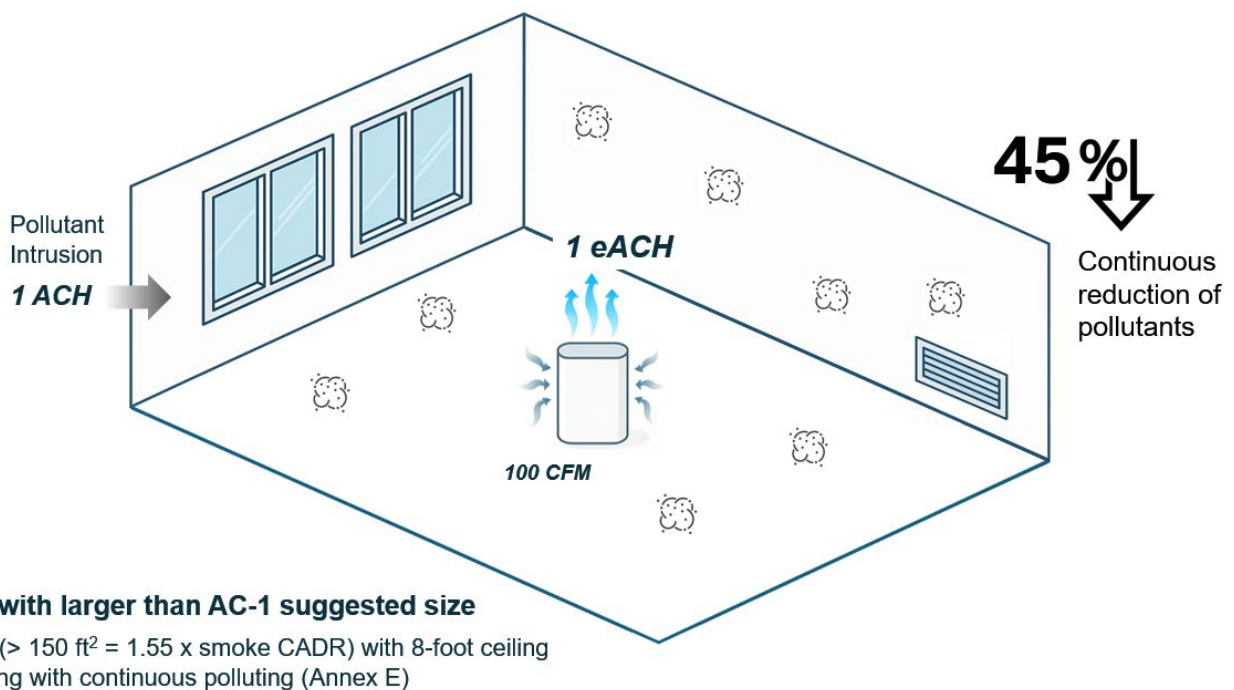 45%
Pollutant
Intrusion
1 ACH
1 eACH
Continuous
reduction of
pollutants
100 CFM
with larger than AC-1 suggested size
(> 150 ft² = 1.55 x smoke CADR) with 8-foot ceiling
with continuous polluting (Annex E)